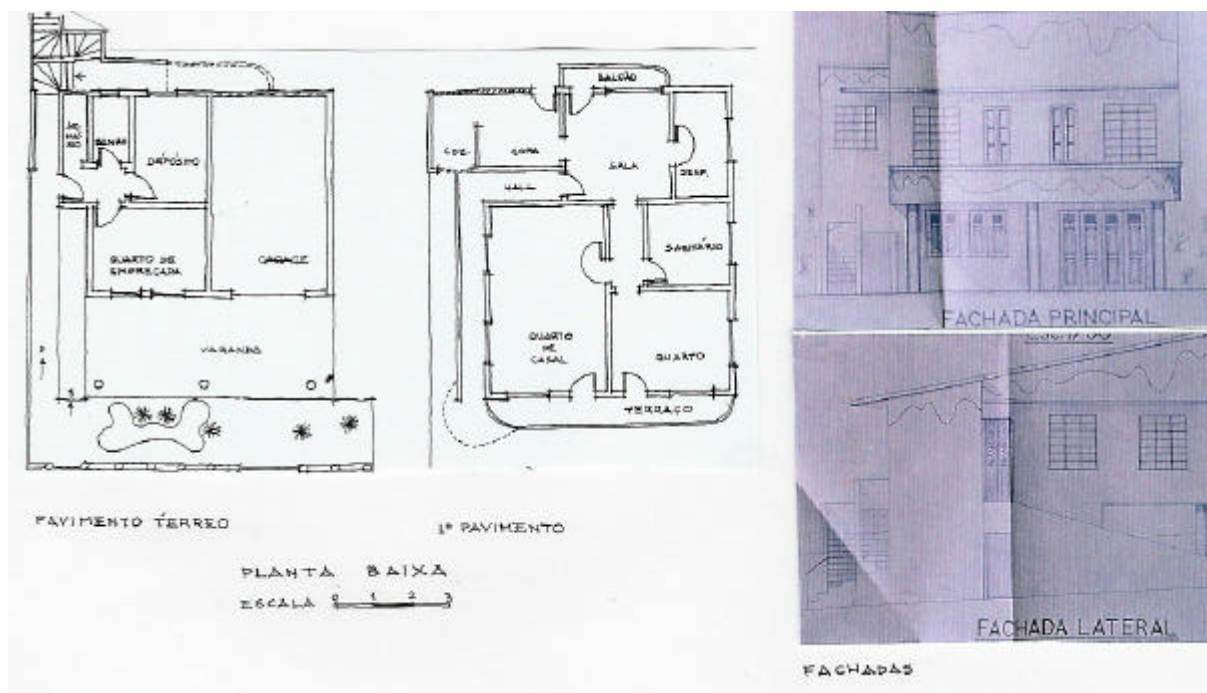 DEPÓSITO
QUARTO DE
EMPREGADA
GARAGE
VARANDA
PAVIMENTO TÉRREO
BALCÃO
COZ.
COPA
SALA
DESP.
HALL
SANITÁRIO
QUARTO
DE
CASAL
QUARTO
TERRAÇO
1º PAVIMENTO
PLANTA BAIXA
ESCALA 0 1 2 3
FACHADA PRINCIPAL
FACHADA LATERAL
FACHADAS